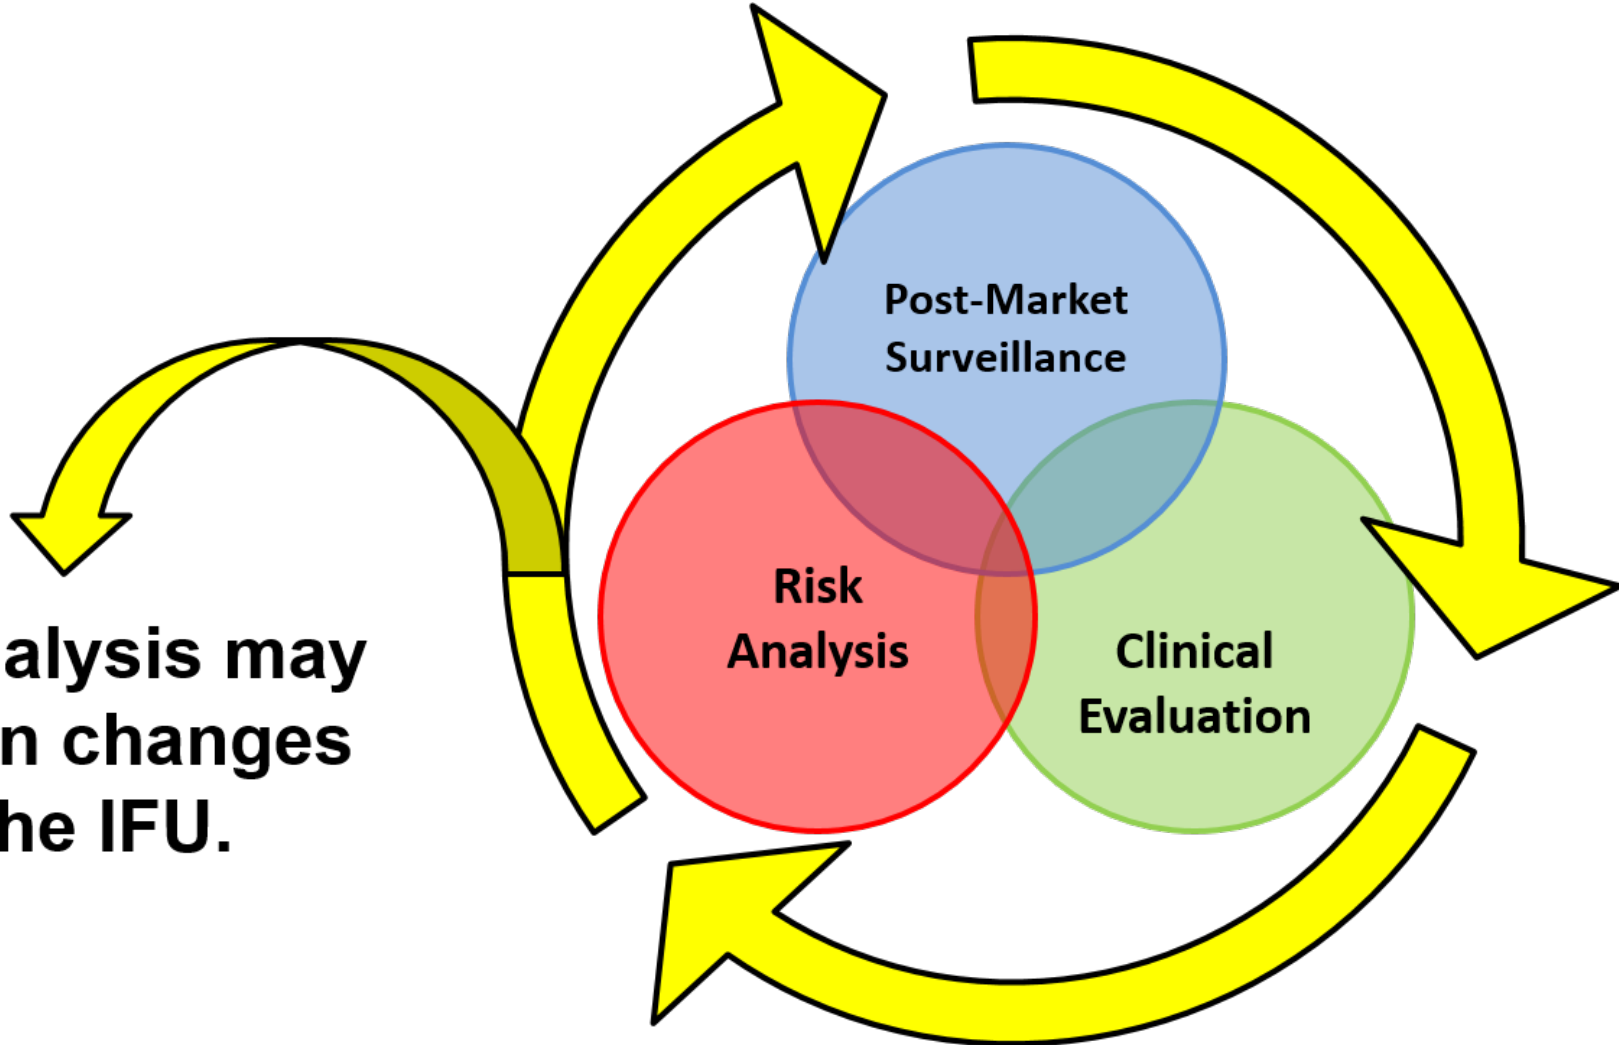 Post-Market
Surveillance
Risk
Analysis
Clinical
Evaluation
alysis may
n changes
he IFU.